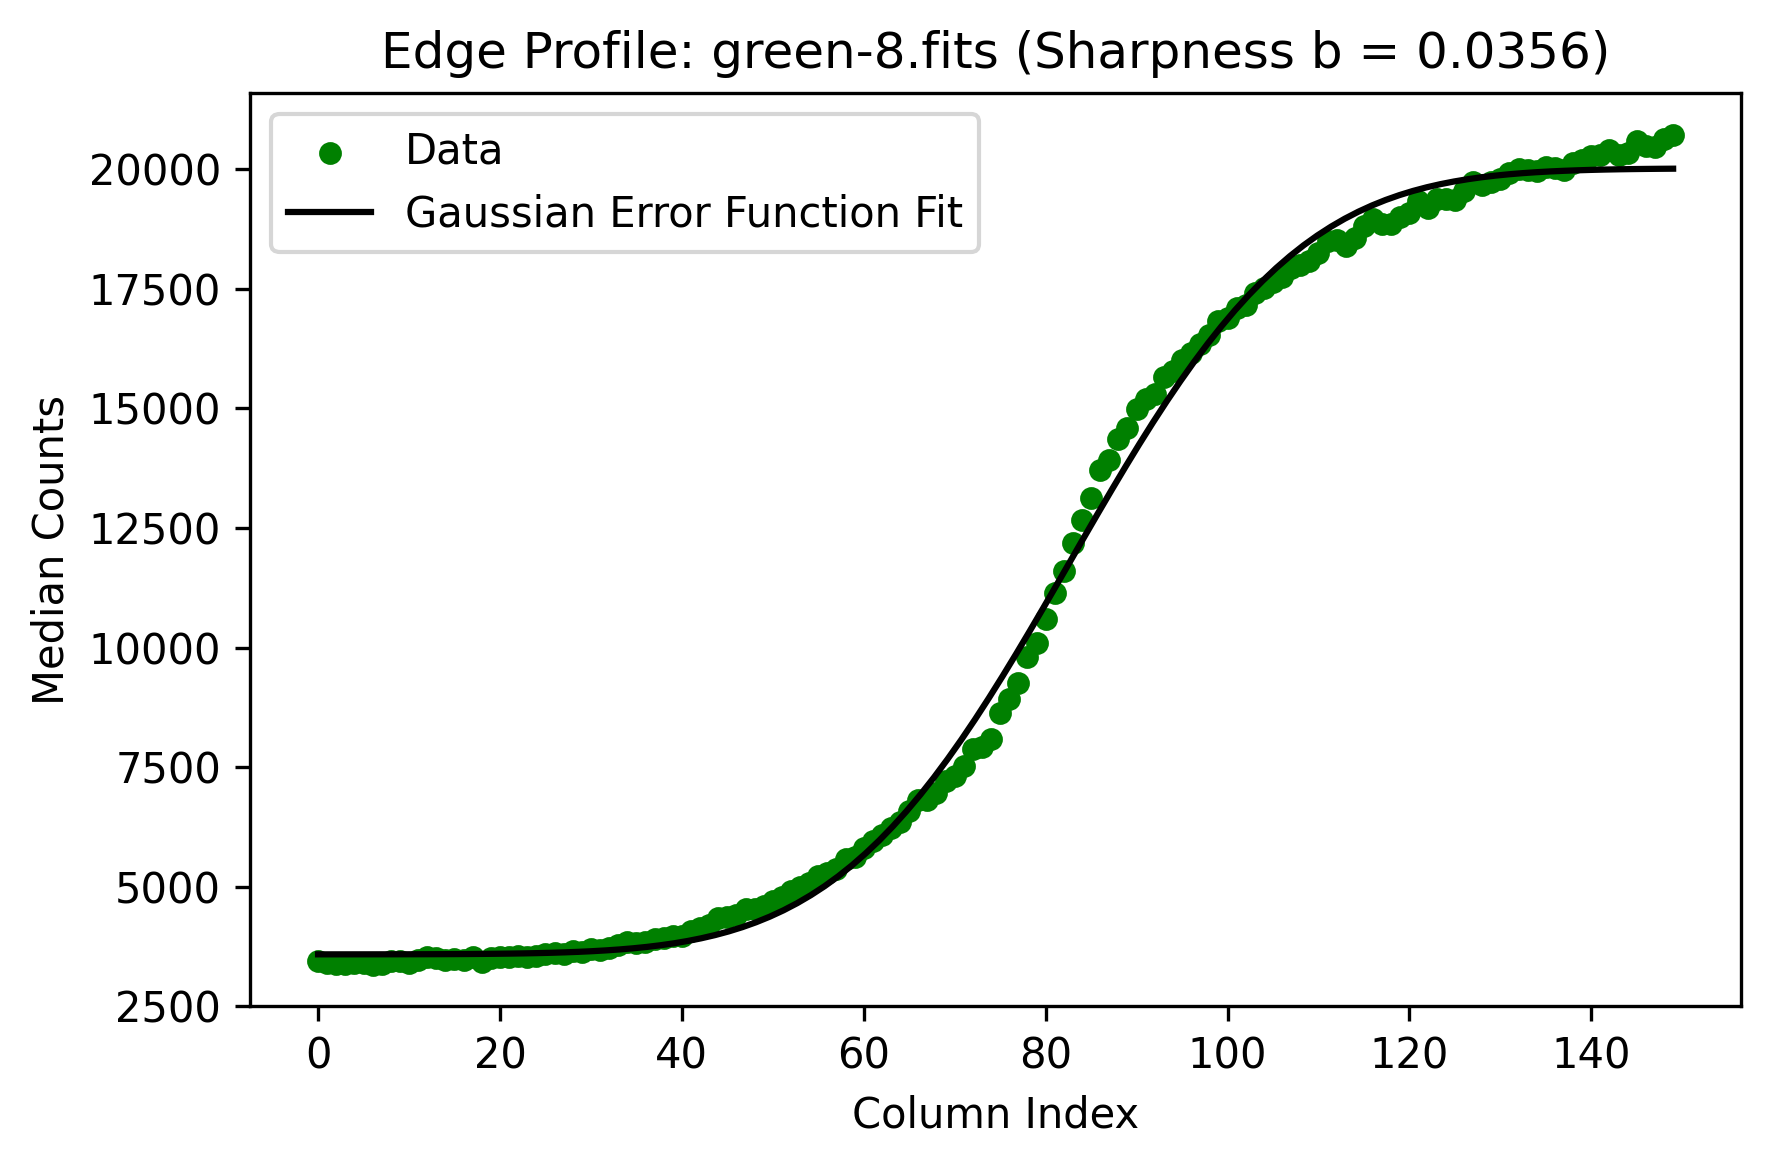 Edge Profile: green-8.fits (Sharpness b = 0.0356)
Data
Gaussian Error Function Fit
20000
17500
15000
12500
10000
7500
5000
2500
Median Counts
0 20 40 60 80 100 120 140
Column Index